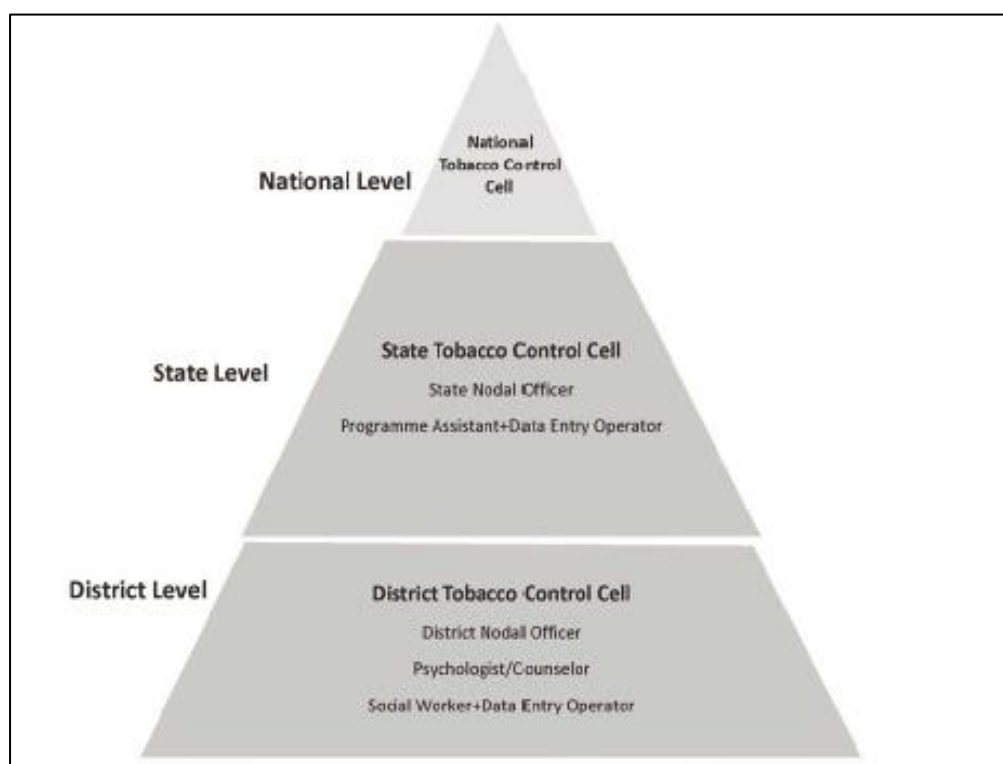 National
Tobacco Control
Cell
National Level
State Tobacco Control Cell
State Level
State Nodal Officer
Programme Assistant+Data Entry Operator
District Level
District Tobacco Control Cell
District Nodal Officer
Psychologist/Counselor
Social Worker+Data Entry Operator